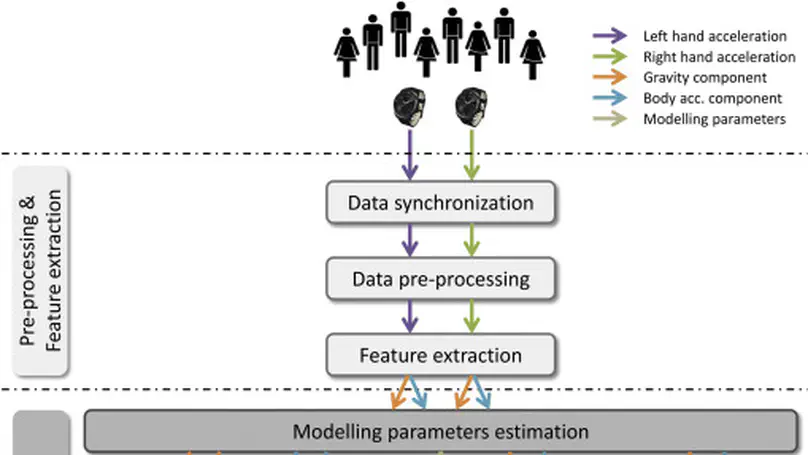 Left hand acceleration
Right hand acceleration
Gravity component
Body acc. component
Modelling parameters
Pre-processing &
Feature extraction
Data synchronization
Data pre-processing
Feature extraction
Modelling parameters estimation